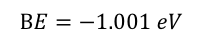 BE = −1.001 eV